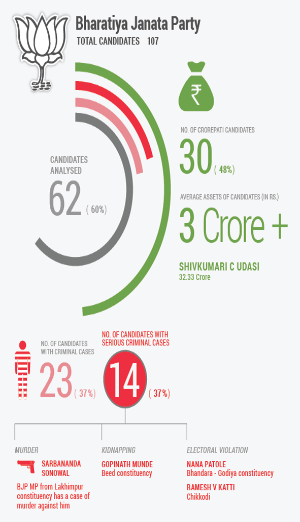 Bharatiya Janata Party
TOTAL CANDIDATES 107
₹
NO. OF CROREPATI CANDIDATES
30 ( 48%)
CANDIDATES
ANALYSED
62 ( 60%)
AVERAGE ASSETS OF CANDIDATES (IN RS.)
3 Crore +
SHIVKUMARI C UDASI
32.33 Crore
NO. OF CANDIDATES
WITH CRIMINAL CASES
23 ( 37%)
NO. OF CANDIDATES WITH
SERIOUS CRIMINAL CASES
14 ( 37%)
MURDER
SARBANANDA
SONOWAL
BJP MP from Lakhimpur
constituency has a case of
murder against him
KIDNAPPING
GOPINATH MUNDE
Beed constituency
ELECTORAL VIOLATION
NANA PATOLE
Bhandara - Godiya constituency
RAMESH V KATTI
Chikkodi